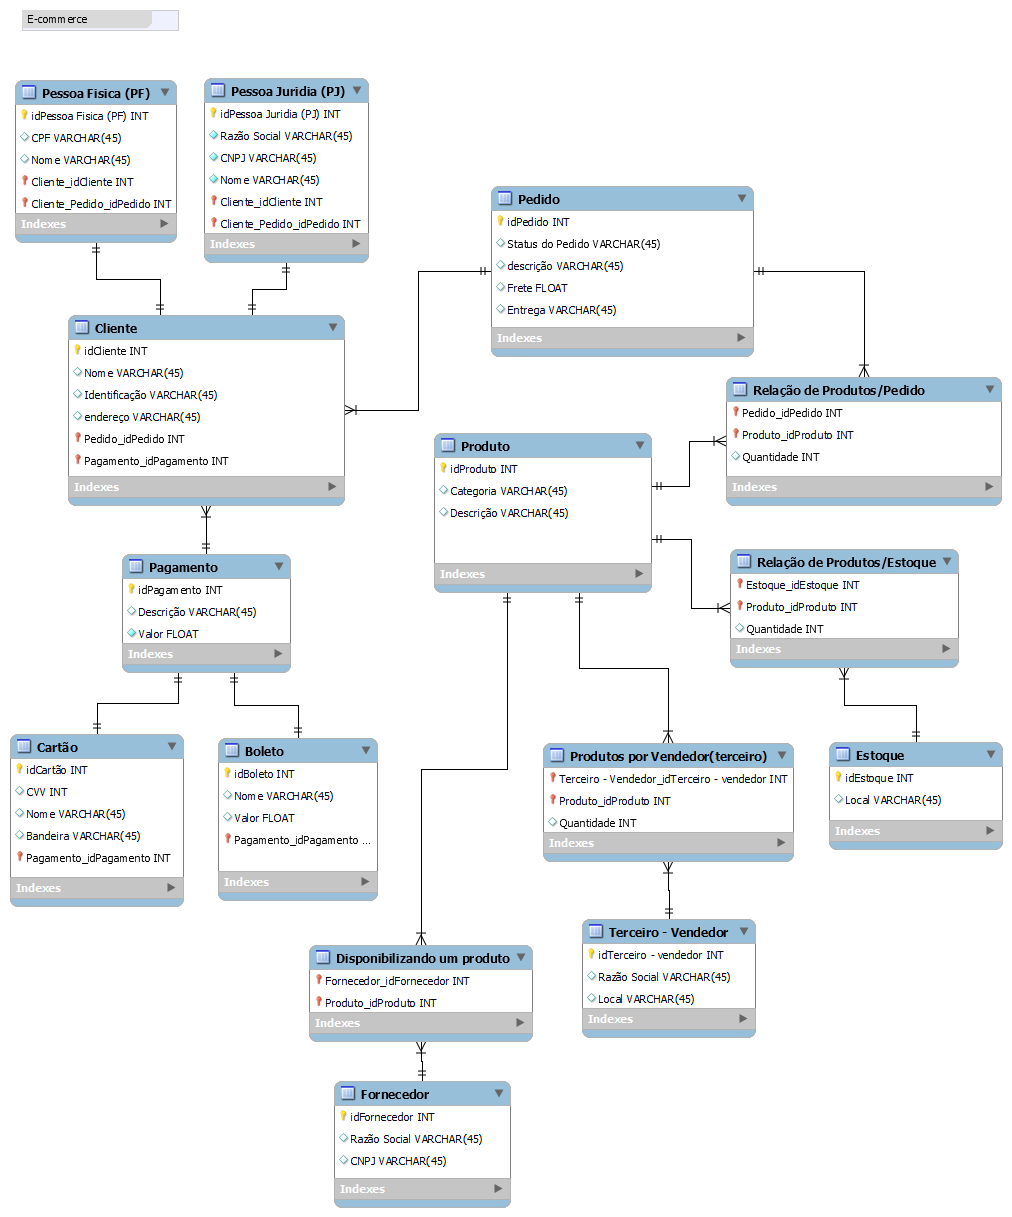 E-commerce
Pessoa Fisica (PF)
idPessoa Fisica (PF) INT
CPF VARCHAR(45)
Nome VARCHAR(45)
Cliente_idCliente INT
Cliente_Pedido_idPedido INT
Indexes
Pessoa Juridia (PJ)
idPessoa Juridia (PJ) INT
Razão Social VARCHAR(45)
CNPJ VARCHAR(45)
Nome VARCHAR(45)
Cliente_idCliente INT
Cliente_Pedido_idPedido INT
Indexes
Pedido
idPedido INT
Status do Pedido VARCHAR(45)
descrição VARCHAR(45)
Frete FLOAT
Entrega VARCHAR(45)
Indexes
Cliente
idCliente INT
Nome VARCHAR(45)
Identificação VARCHAR(45)
endereço VARCHAR(45)
Pedido_idPedido INT
Pagamento_idPagamento INT
Indexes
Relação de Produtos/Pedido
Pedido_idPedido INT
Produto_idProduto INT
Quantidade INT
Indexes
Produto
idProduto INT
Categoria VARCHAR(45)
Descrição VARCHAR(45)
Indexes
Relação de Produtos/Estoque
Estoque_idEstoque INT
Produto_idProduto INT
Quantidade INT
Indexes
Pagamento
idPagamento INT
Descrição VARCHAR(45)
Valor FLOAT
Indexes
Cartão
idCartão INT
CVV INT
Nome VARCHAR(45)
Bandeira VARCHAR(45)
Pagamento_idPagamento INT
Indexes
Boleto
idBoleto INT
Nome VARCHAR(45)
Valor FLOAT
Pagamento_idPagamento ...
Indexes
Produtos por Vendedor(terceiro)
Terceiro - Vendedor_idTerceiro - vendedor INT
Produto_idProduto INT
Quantidade INT
Indexes
Estoque
idEstoque INT
Local VARCHAR(45)
Indexes
Terceiro - Vendedor
idTerceiro - vendedor INT
Razão Social VARCHAR(45)
Local VARCHAR(45)
Indexes
Disponibilizando um produto
Fornecedor_idFornecedor INT
Produto_idProduto INT
Indexes
Fornecedor
idFornecedor INT
Razão Social VARCHAR(45)
CNPJ VARCHAR(45)
Indexes